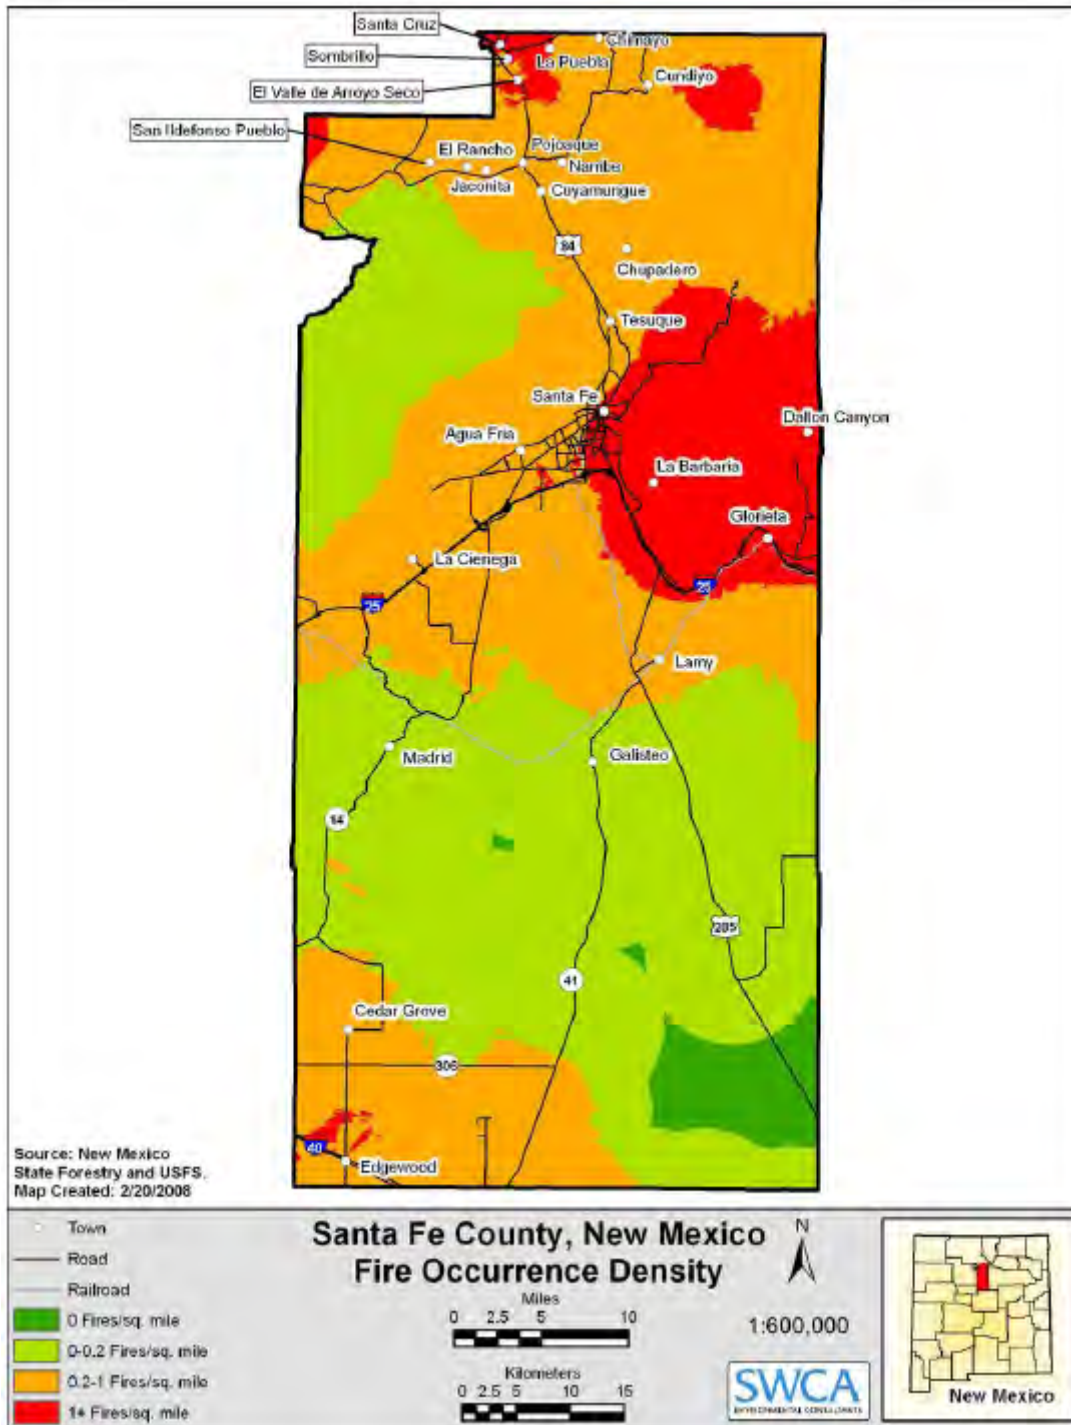 Santa Cruz
Chimayo
Sombrillo
La Puebla
Cundiyo
El Valle de Arroyo Seco
San Ildefonso Pueblo
El Rancho
Pojoaque
Nambe
Jaconita
Cuyamungue
84
Chupadero
Tesuque
Santa Fe
Dalton Canyon
Agua Fria
La Barbaria
Glorieta
La Cienega
25
25
Lamy
Madrid
Galisteo
14
285
41
Cedar Grove
306
40
Edgewood
Source: New Mexico
State Forestry and USFS.
Map Created: 2/20/2008
Town
Road
Railroad
0 Fires/sq. mile
0-0.2 Fires/sq. mile
0.2-1 Fires/sq. mile
1+ Fires/sq. mile
Santa Fe County, New Mexico
Fire Occurrence Density
N
Miles
0 2.5 5 10
1:600,000
Kilometers
0 2.5 5 10 15
SWCA
ENVIRONMENTAL CONSULTANTS
New Mexico